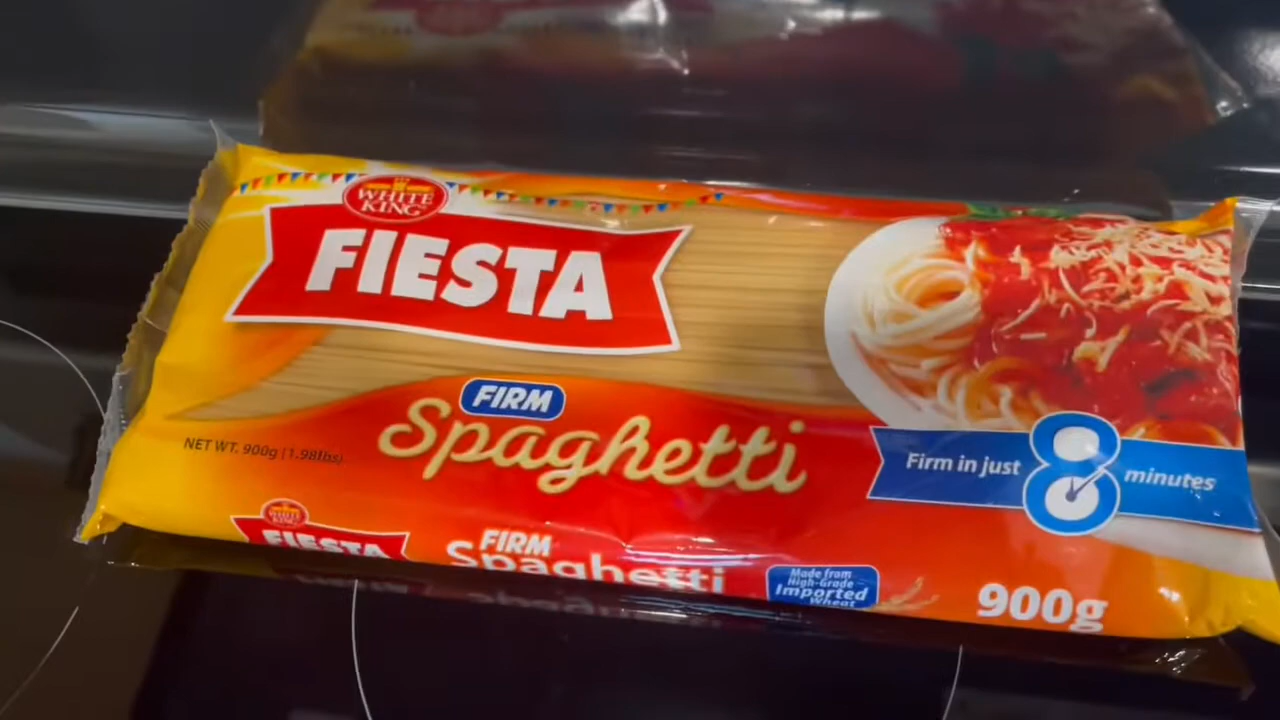 WHITE
KING
FIESTA
FIRM
Spaghetti
NET WT. 900g (1.98lbs)
Firm in just 8 minutes
WHITE
KING
FIESTA
FIRM
Spaghetti
Made from
High-Grade
Imported
Wheat
900g